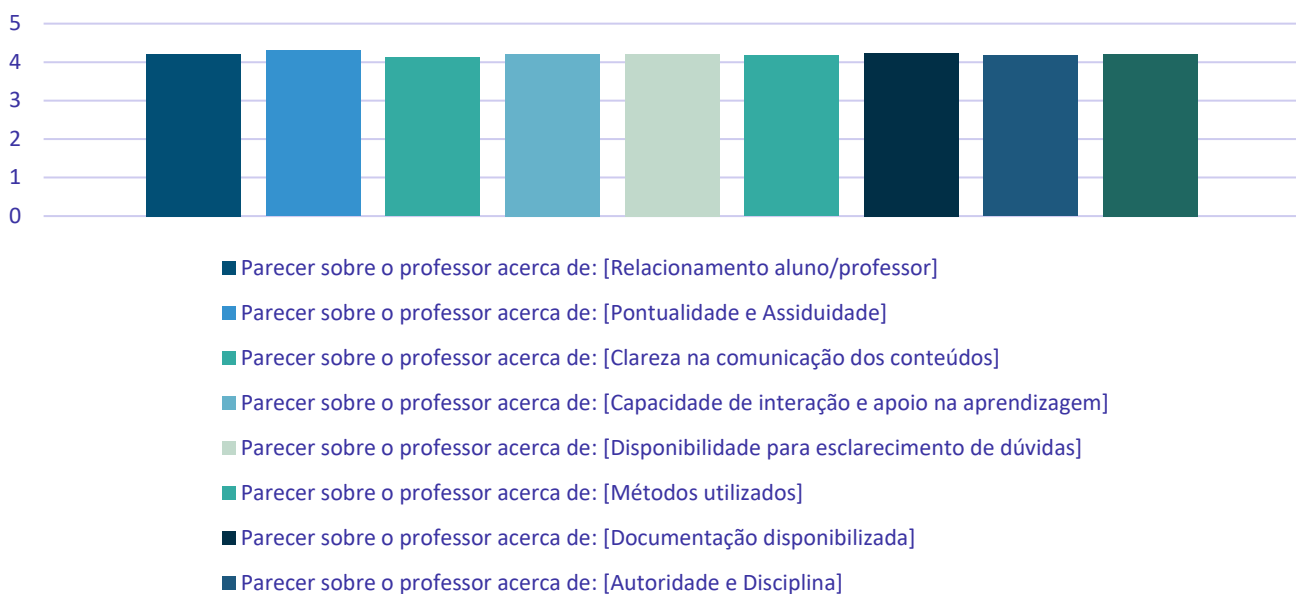 5
4
3
2
1
0
Parecer sobre o professor acerca de: [Relacionamento aluno/professor]
Parecer sobre o professor acerca de: [Pontualidade e Assiduidade]
Parecer sobre o professor acerca de: [Clareza na comunicação dos conteúdos]
Parecer sobre o professor acerca de: [Capacidade de interação e apoio na aprendizagem]
Parecer sobre o professor acerca de: [Disponibilidade para esclarecimento de dúvidas]
Parecer sobre o professor acerca de: [Métodos utilizados]
Parecer sobre o professor acerca de: [Documentação disponibilizada]
Parecer sobre o professor acerca de: [Autoridade e Disciplina]